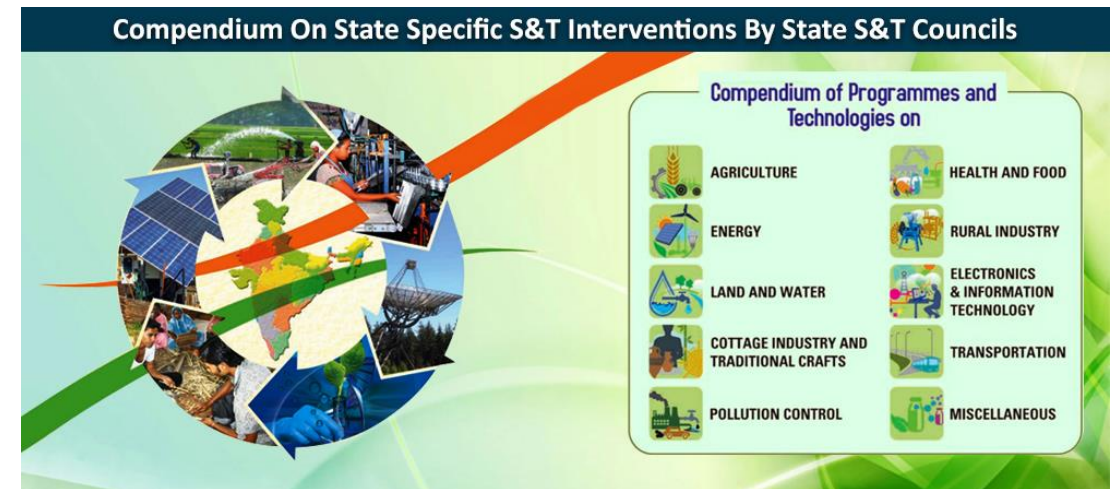 Compendium On State Specific S&T Interventions By State S&T Councils
Compendium of Programmes and
Technologies on
AGRICULTURE
ENERGY
LAND AND WATER
COTTAGE INDUSTRY AND
TRADITIONAL CRAFTS
POLLUTION CONTROL
HEALTH AND FOOD
RURAL INDUSTRY
ELECTRONICS
& INFORMATION
TECHNOLOGY
TRANSPORTATION
MISCELLANEOUS